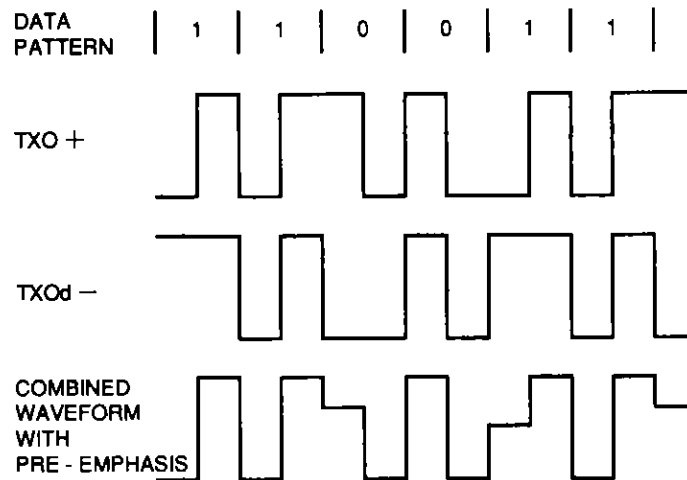 DATA
PATTERN
| 1 | 1 | 0 | 0 | 1 | 1 |
TXO +
TXOd −
COMBINED
WAVEFORM
WITH
PRE - EMPHASIS